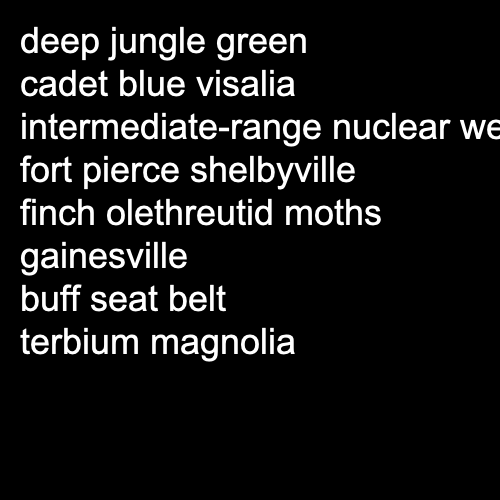 deep jungle green
cadet blue visalia
intermediate-range nuclear we
fort pierce shelbyville
finch olethreutid moths
gainesville
buff seat belt
terbium magnolia